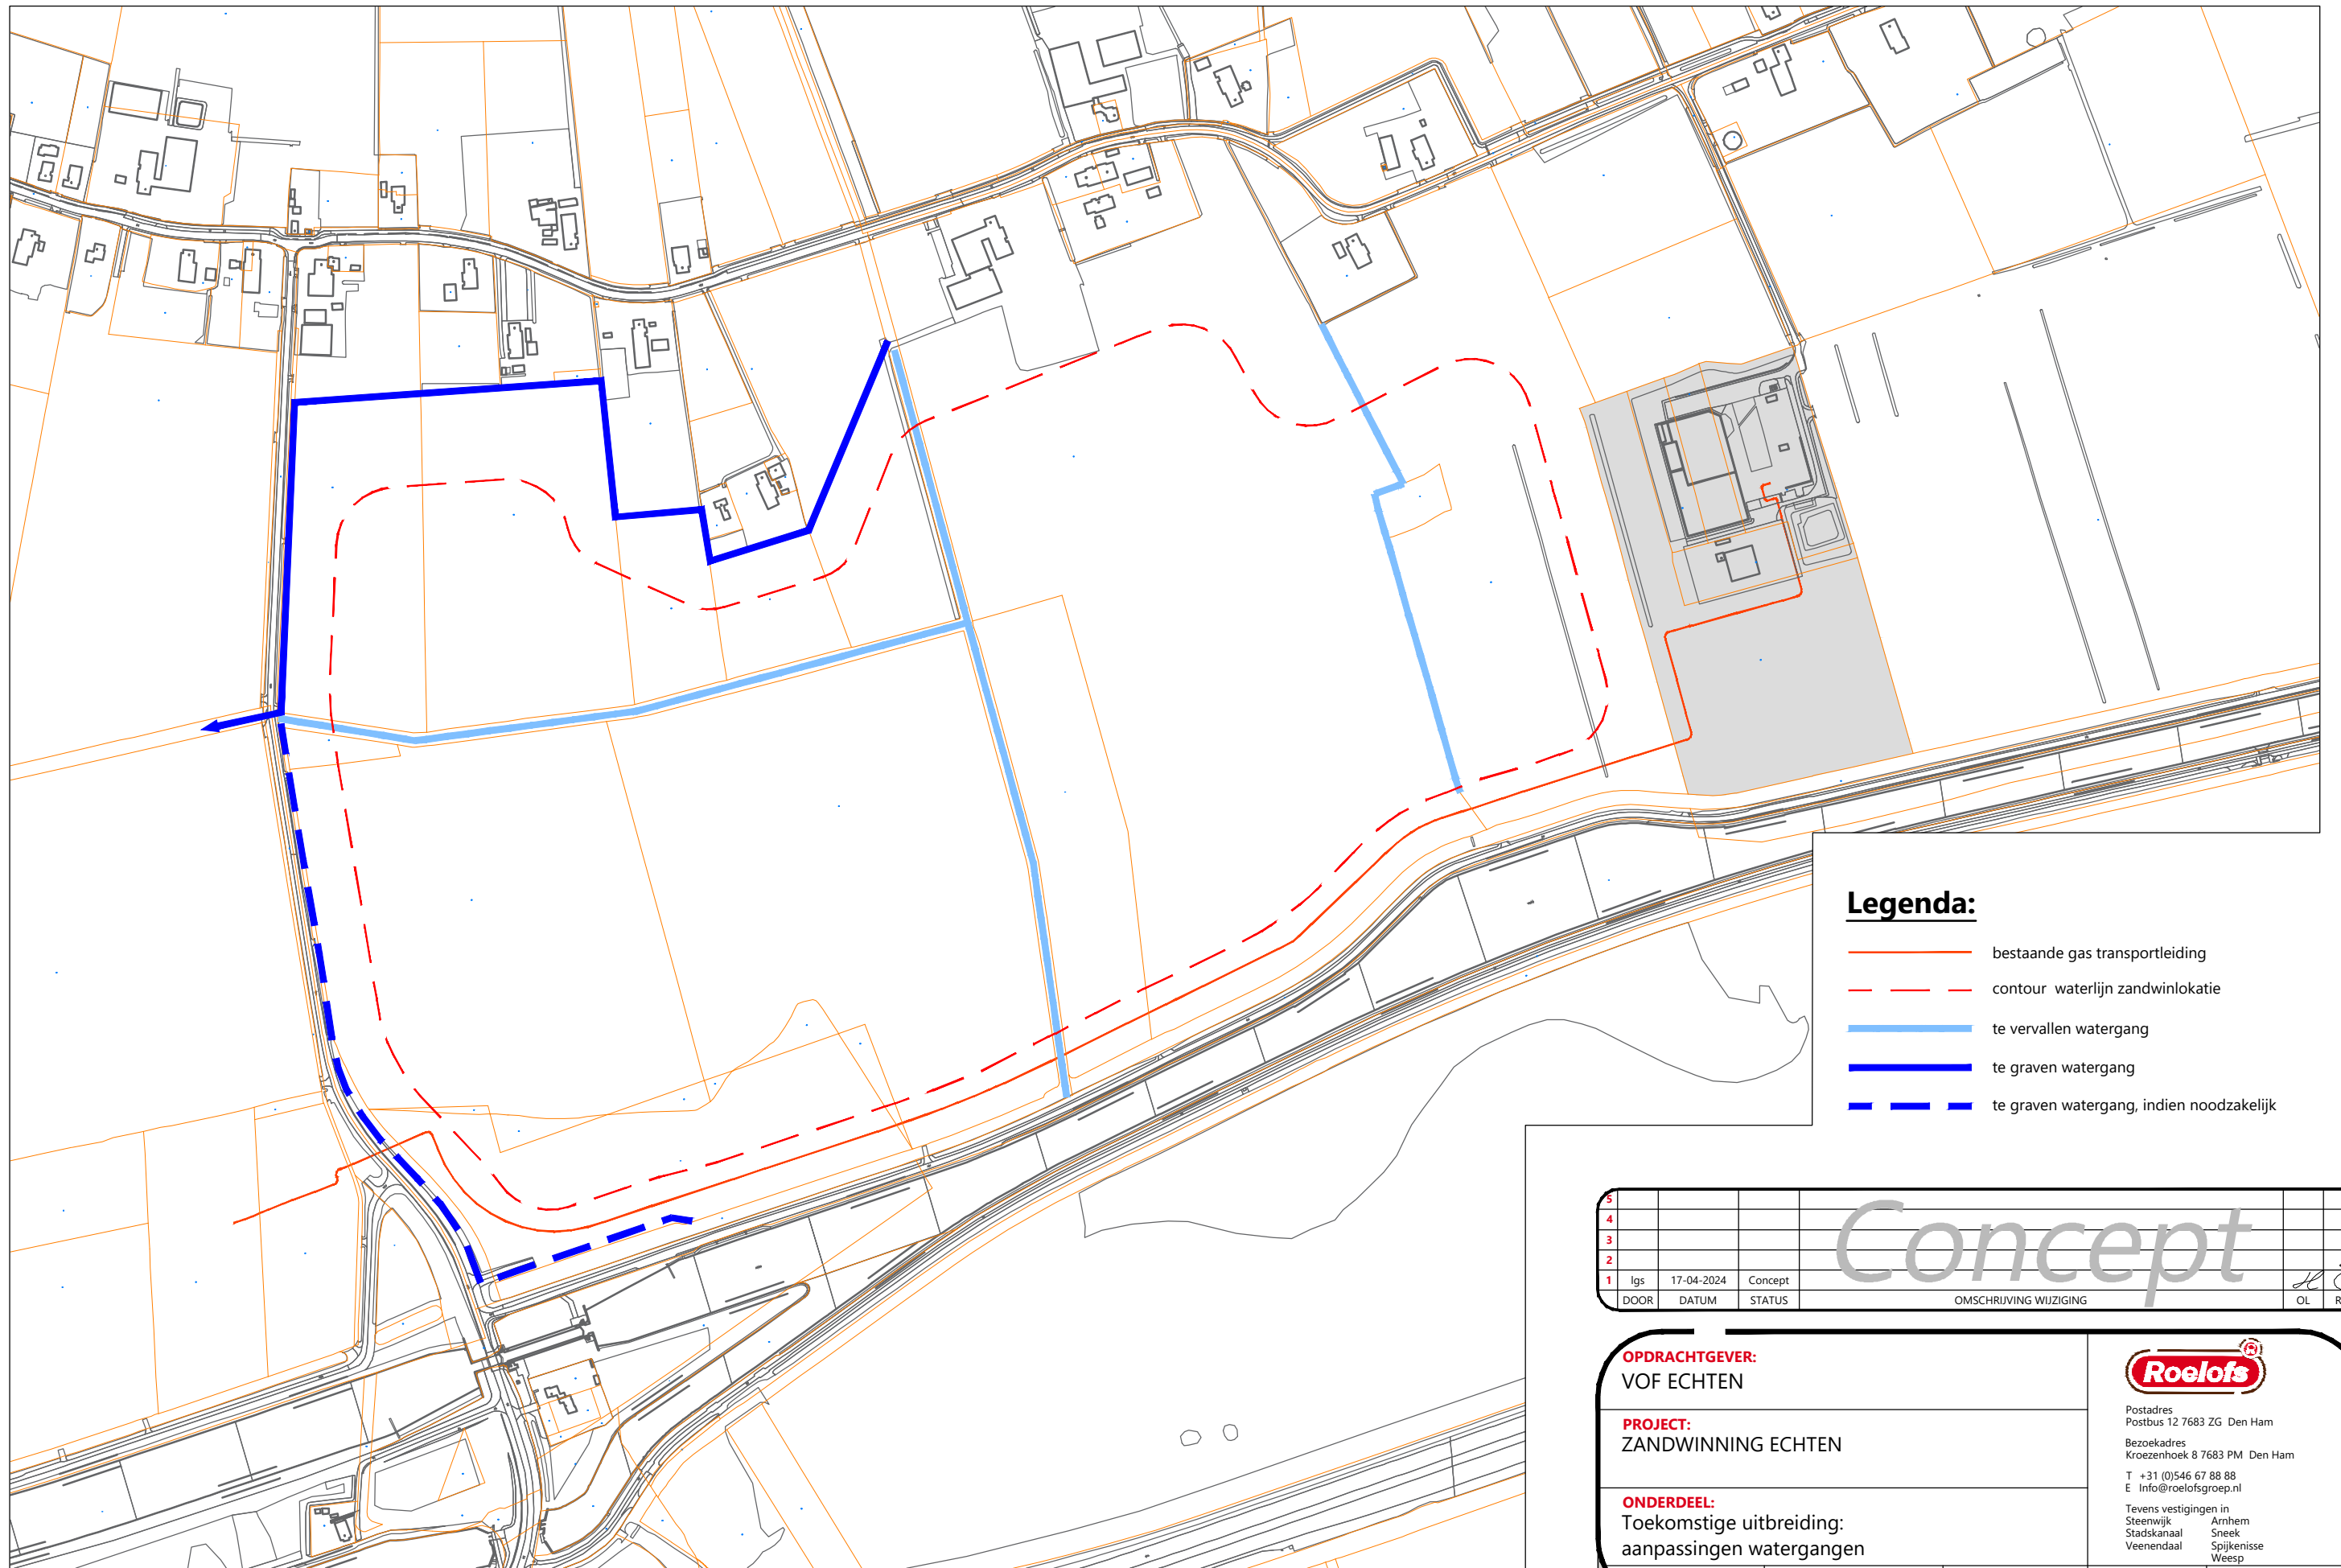 Legenda:
bestaande gas transportleiding
contour waterlijn zandwinlokatie
te vervallen watergang
te graven watergang
te graven watergang, indien noodzakelijk
Concept
5
4
3
2
1 lgs 17-04-2024 Concept
DOOR DATUM STATUS OMSCHRIJVING WIJZIGING OL
OPDRACHTGEVER:
VOF ECHTEN
PROJECT:
ZANDWINNING ECHTEN
ONDERDEEL:
Toekomstige uitbreiding:
aanpassingen watergangen
Roelofs ®
Postadres
Postbus 12 7683 ZG Den Ham
Bezoekadres
Kroezenhoek 8 7683 PM Den Ham
T +31 (0)546 67 88 88
E Info@roelofsgroep.nl
Tevens vestigingen in
Steenwijk Arnhem
Stadskanaal Sneek
Veenendaal Spijkenisse
Weesp